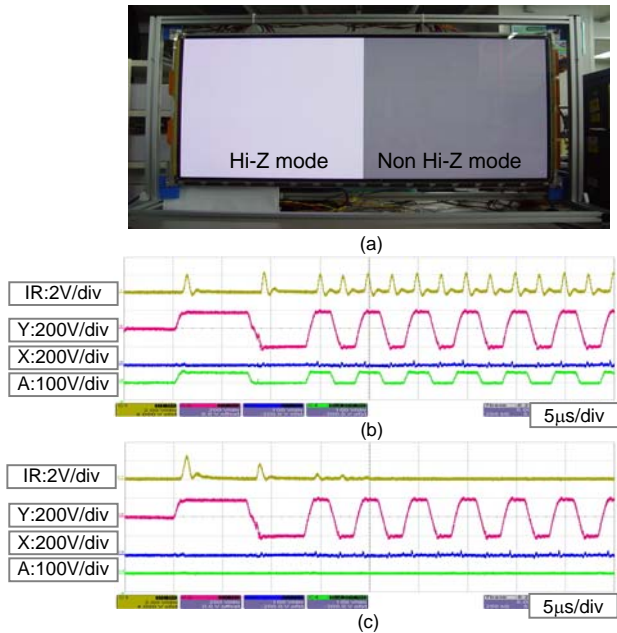 Hi-Z mode
Non Hi-Z mode
(a)
IR:2V/div
Y:200V/div
X:200V/div
A:100V/div
5μs/div
(b)
IR:2V/div
Y:200V/div
X:200V/div
A:100V/div
5μs/div
(c)